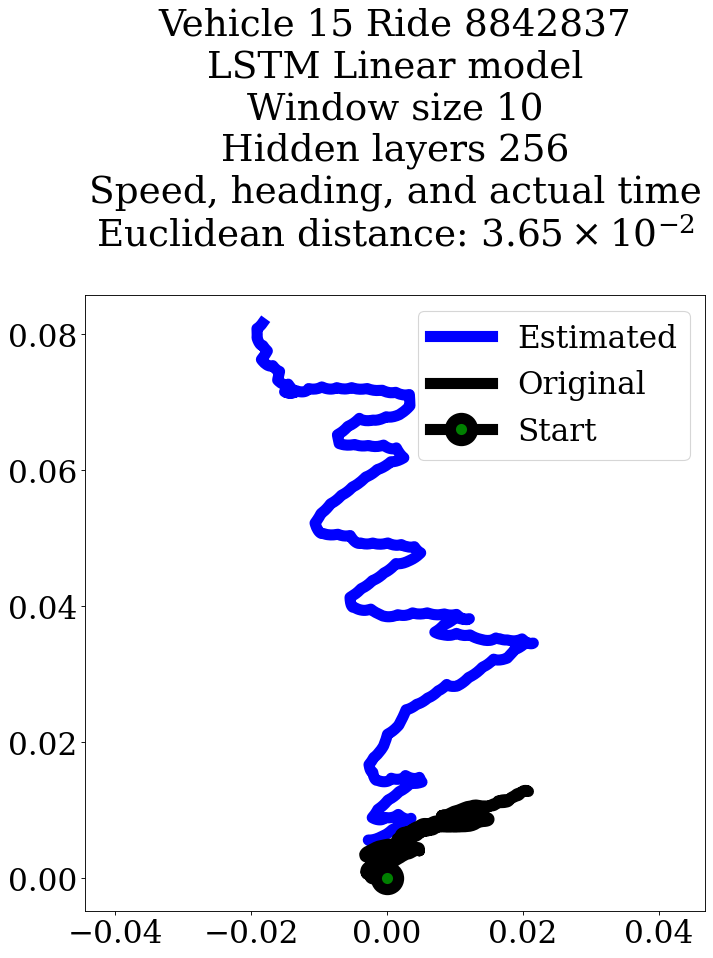 Vehicle 15 Ride 8842837
LSTM Linear model
Window size 10
Hidden layers 256
Speed, heading, and actual time
Euclidean distance: 3.65 × 10⁻²
Estimated
Original
Start
0.08
0.06
0.04
0.02
0.00
−0.04 −0.02 0.00 0.02 0.04